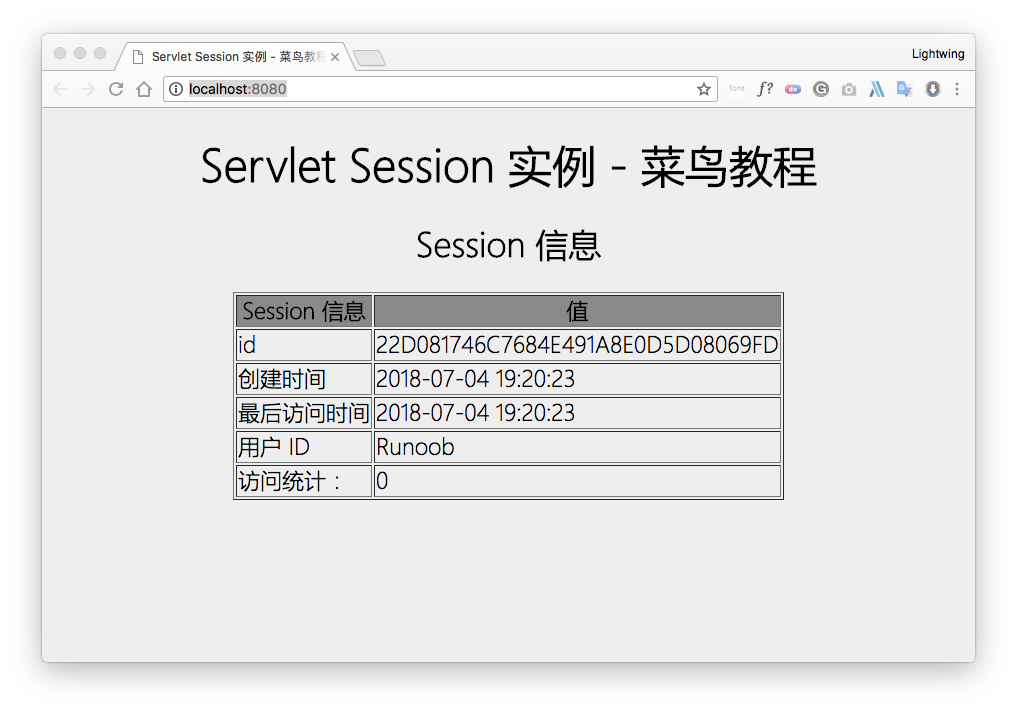 Servlet Session 实例 - 菜鸟教程
Lightwing
localhost:8080
font f?
Servlet Session 实例 - 菜鸟教程
Session 信息
Session 信息 值
id 22D081746C7684E491A8E0D5D08069FD
创建时间 2018-07-04 19:20:23
最后访问时间 2018-07-04 19:20:23
用户 ID Runoob
访问统计： 0